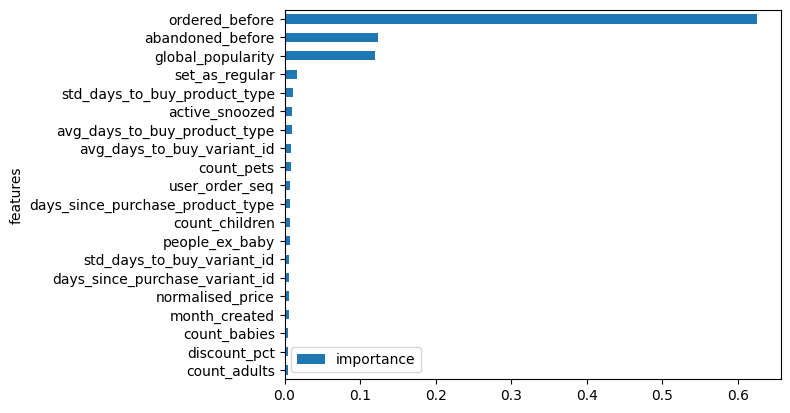 ordered_before
abandoned_before
global_popularity
set_as_regular
std_days_to_buy_product_type
active_snoozed
avg_days_to_buy_product_type
avg_days_to_buy_variant_id
count_pets
user_order_seq
days_since_purchase_product_type
count_children
people_ex_baby
std_days_to_buy_variant_id
days_since_purchase_variant_id
normalised_price
month_created
count_babies
discount_pct
count_adults
features
importance
0.0 0.1 0.2 0.3 0.4 0.5 0.6